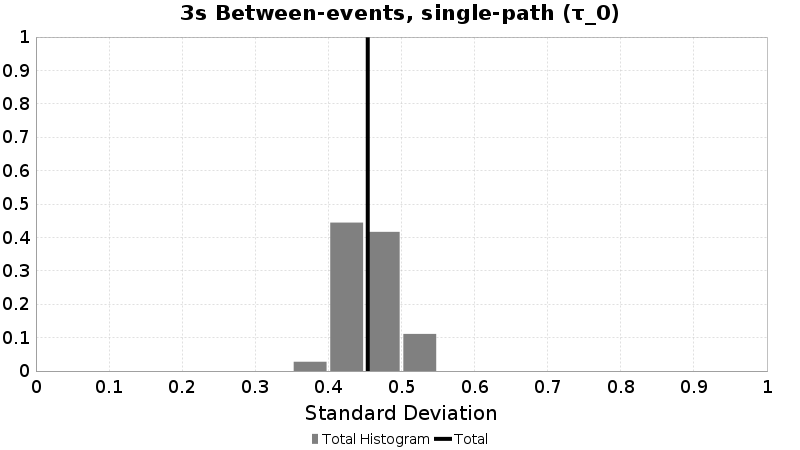 3s Between-events, single-path (τ_0)
1
0.9
0.8
0.7
0.6
0.5
0.4
0.3
0.2
0.1
0
0 0.1 0.2 0.3 0.4 0.5 0.6 0.7 0.8 0.9 1
Standard Deviation
Total Histogram Total